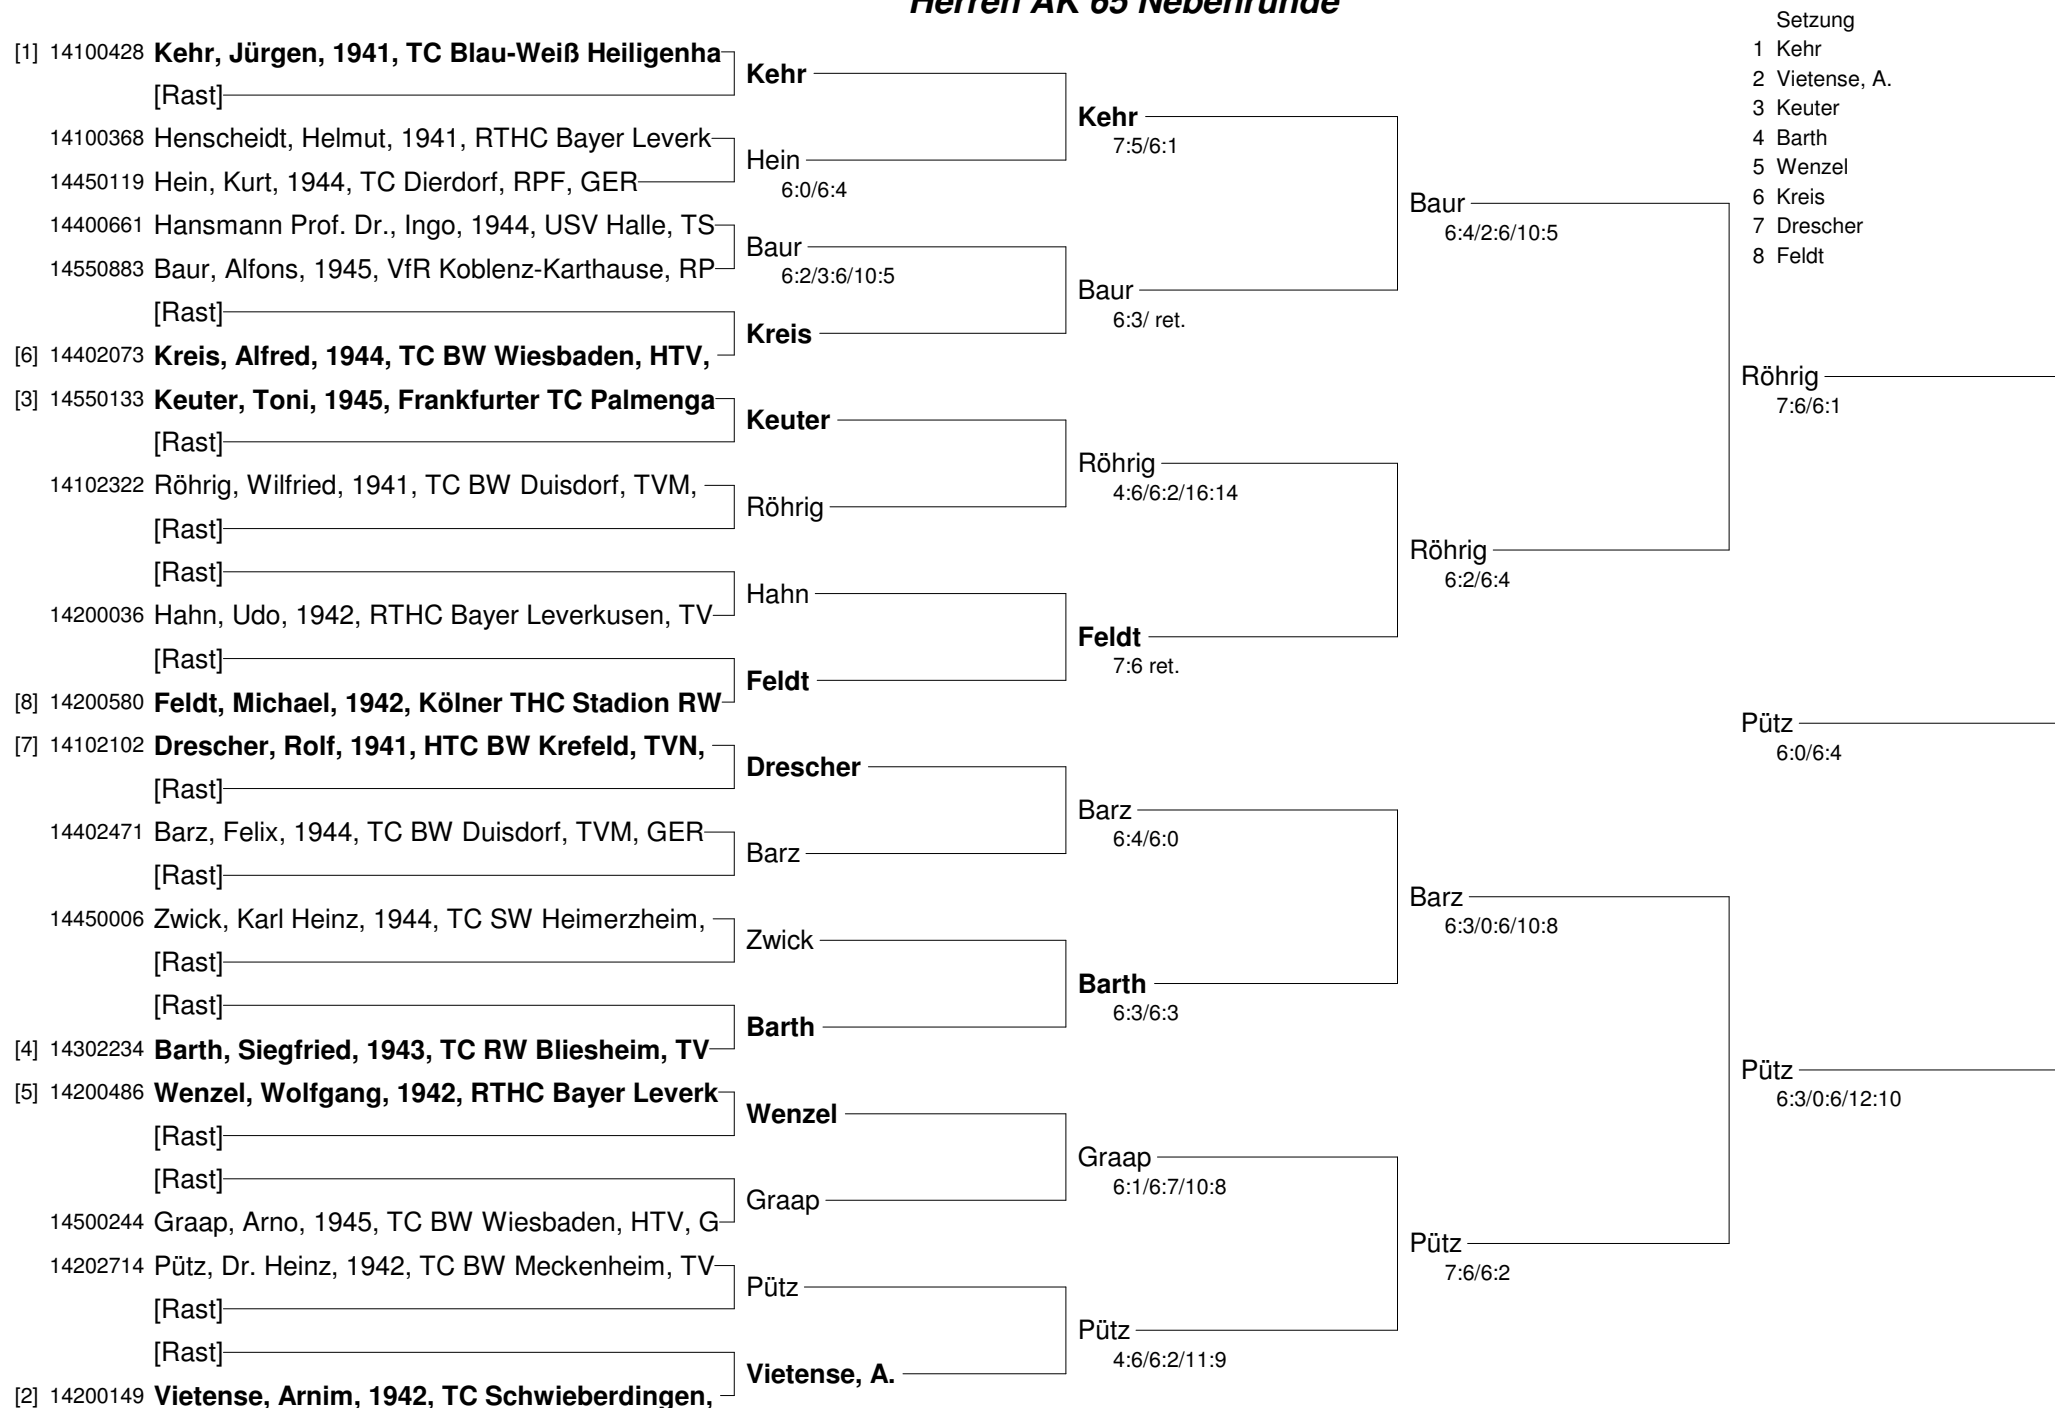 Herren AK 65 Nebenrunde
Setzung
1 Kehr
2 Vietense, A.
3 Keuter
4 Barth
5 Wenzel
6 Kreis
7 Drescher
8 Feldt
[1] 14100428 Kehr, Jürgen, 1941, TC Blau-Weiß Heiligenha
[Rast]
14100368 Henscheidt, Helmut, 1941, RTHC Bayer Leverk
14450119 Hein, Kurt, 1944, TC Dierdorf, RPF, GER
14400661 Hansmann Prof. Dr., Ingo, 1944, USV Halle, TS
14550883 Baur, Alfons, 1945, VfR Koblenz-Karthause, RP
[Rast]
[6] 14402073 Kreis, Alfred, 1944, TC BW Wiesbaden, HTV,
[3] 14550133 Keuter, Toni, 1945, Frankfurter TC Palmenga
[Rast]
14102322 Röhrig, Wilfried, 1941, TC BW Duisdorf, TVM,
[Rast]
[Rast]
14200036 Hahn, Udo, 1942, RTHC Bayer Leverkusen, TV
[Rast]
[8] 14200580 Feldt, Michael, 1942, Kölner THC Stadion RW
[7] 14102102 Drescher, Rolf, 1941, HTC BW Krefeld, TVN,
[Rast]
14402471 Barz, Felix, 1944, TC BW Duisdorf, TVM, GER
[Rast]
14450006 Zwick, Karl Heinz, 1944, TC SW Heimerzheim,
[Rast]
[Rast]
[4] 14302234 Barth, Siegfried, 1943, TC RW Bliesheim, TV
[5] 14200486 Wenzel, Wolfgang, 1942, RTHC Bayer Leverk
[Rast]
[Rast]
14500244 Graap, Arno, 1945, TC BW Wiesbaden, HTV, G
14202714 Pütz, Dr. Heinz, 1942, TC BW Meckenheim, TV
[Rast]
[Rast]
[2] 14200149 Vietense, Arnim, 1942, TC Schwieberdingen,
Kehr
Hein
6:0/6:4
Baur
6:2/3:6/10:5
Kreis
Keuter
Röhrig
Hahn
Feldt
Drescher
Barz
Zwick
Barth
Wenzel
Graap
Pütz
Vietense, A.
Kehr
7:5/6:1
Baur
6:3/ ret.
Röhrig
4:6/6:2/16:14
Feldt
7:6 ret.
Barz
6:4/6:0
Barth
6:3/6:3
Graap
6:1/6:7/10:8
Pütz
4:6/6:2/11:9
Baur
6:4/2:6/10:5
Röhrig
6:2/6:4
Barz
6:3/0:6/10:8
Pütz
7:6/6:2
Röhrig
7:6/6:1
Pütz
6:0/6:4
Pütz
6:3/0:6/12:10